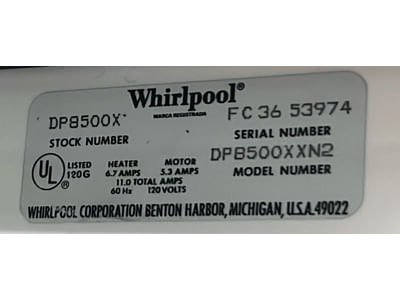 Whirlpool
MARCA REGISTRADA
DP8500X FC 36 53974
STOCK NUMBER SERIAL NUMBER
UL LISTED 120G
HEATER MOTOR DP8500XXN2
6.7 AMPS 5.3 AMPS MODEL NUMBER
11.0 TOTAL AMPS
60 Hz 120 VOLTS
WHIRLPOOL CORPORATION BENTON HARBOR, MICHIGAN, U.S.A. 49022